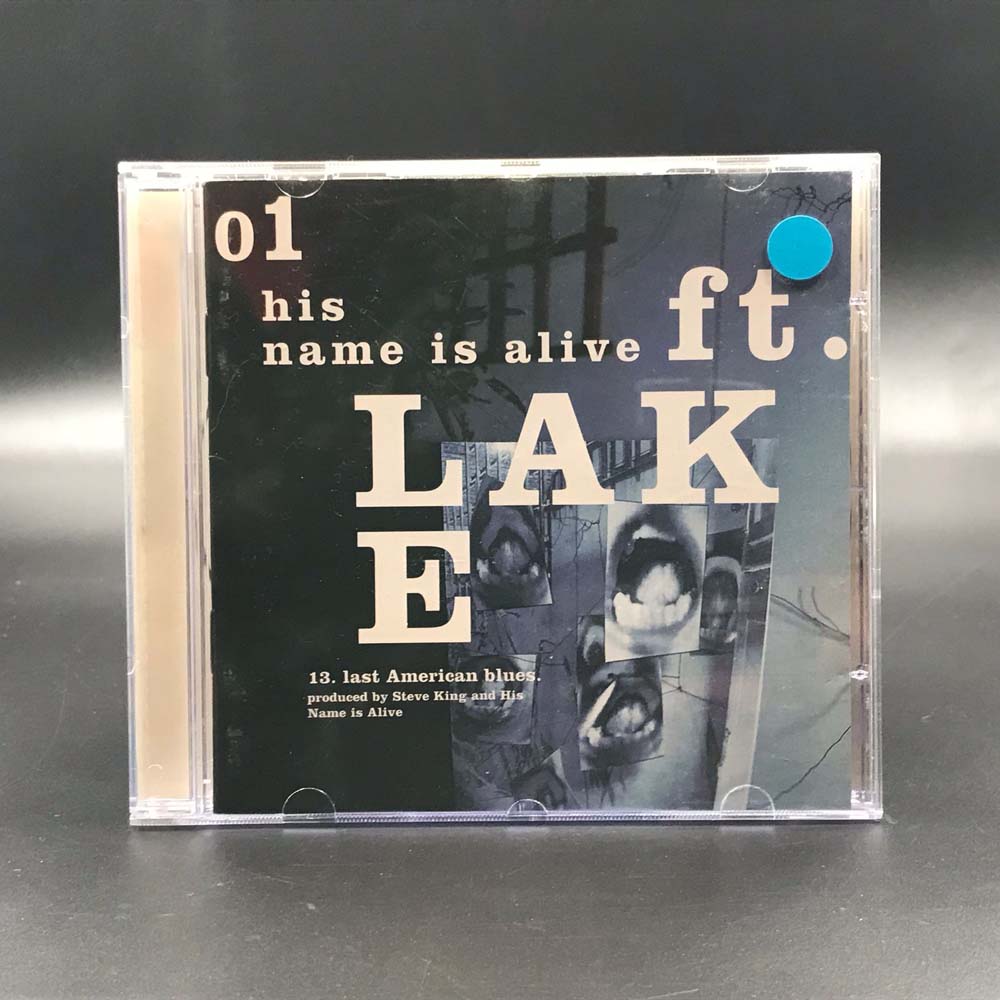 01
his
name is alive ft.
LAK
E
13. last American blues.
produced by Steve King and His
Name is Alive